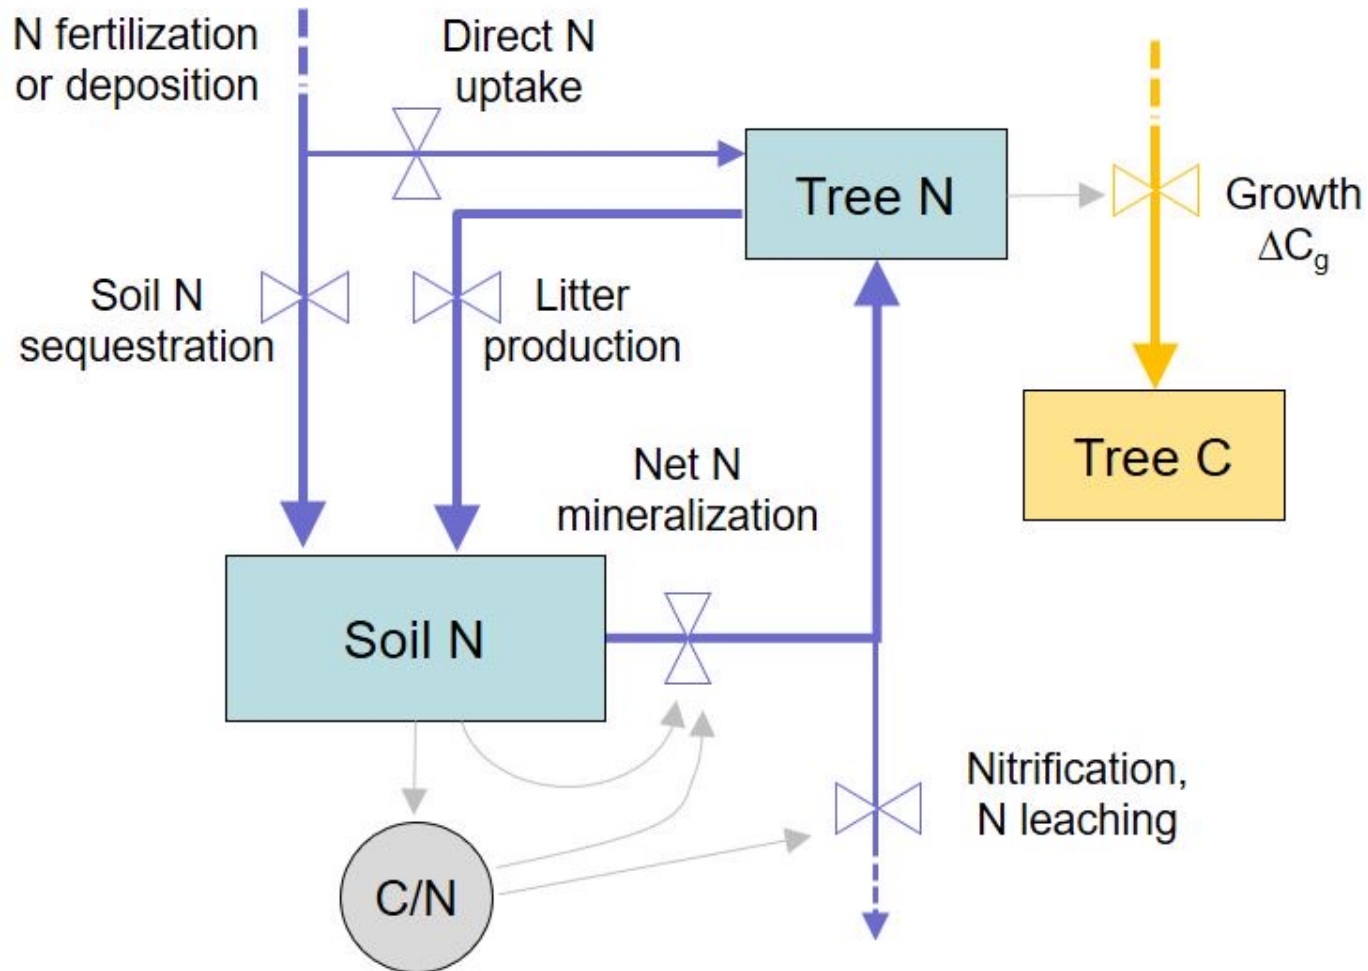 N fertilization
or deposition
Direct N
uptake
Tree N
Growth
ΔCg
Soil N
sequestration
Litter
production
Tree C
Net N
mineralization
Soil N
Nitrification,
N leaching
C/N